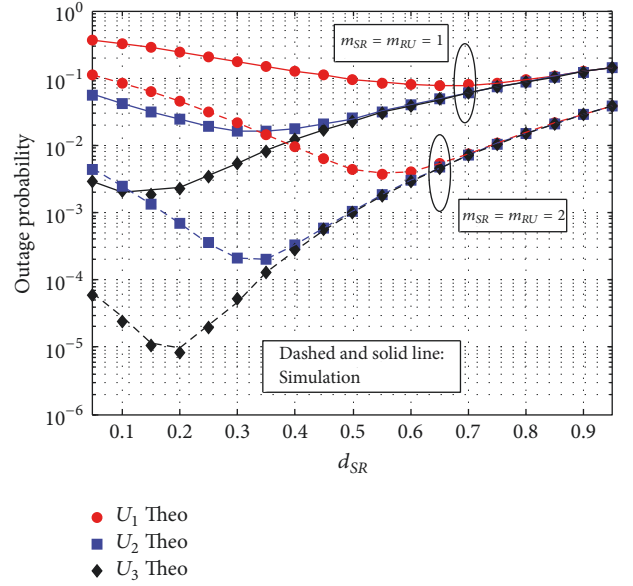 10^0
10^−1
10^−2
10^−3
10^−4
10^−5
10^−6
Outage probability
m_SR = m_RU = 1
m_SR = m_RU = 2
Dashed and solid line:
Simulation
0.1 0.2 0.3 0.4 0.5 0.6 0.7 0.8 0.9
d_SR
U_1 Theo
U_2 Theo
U_3 Theo